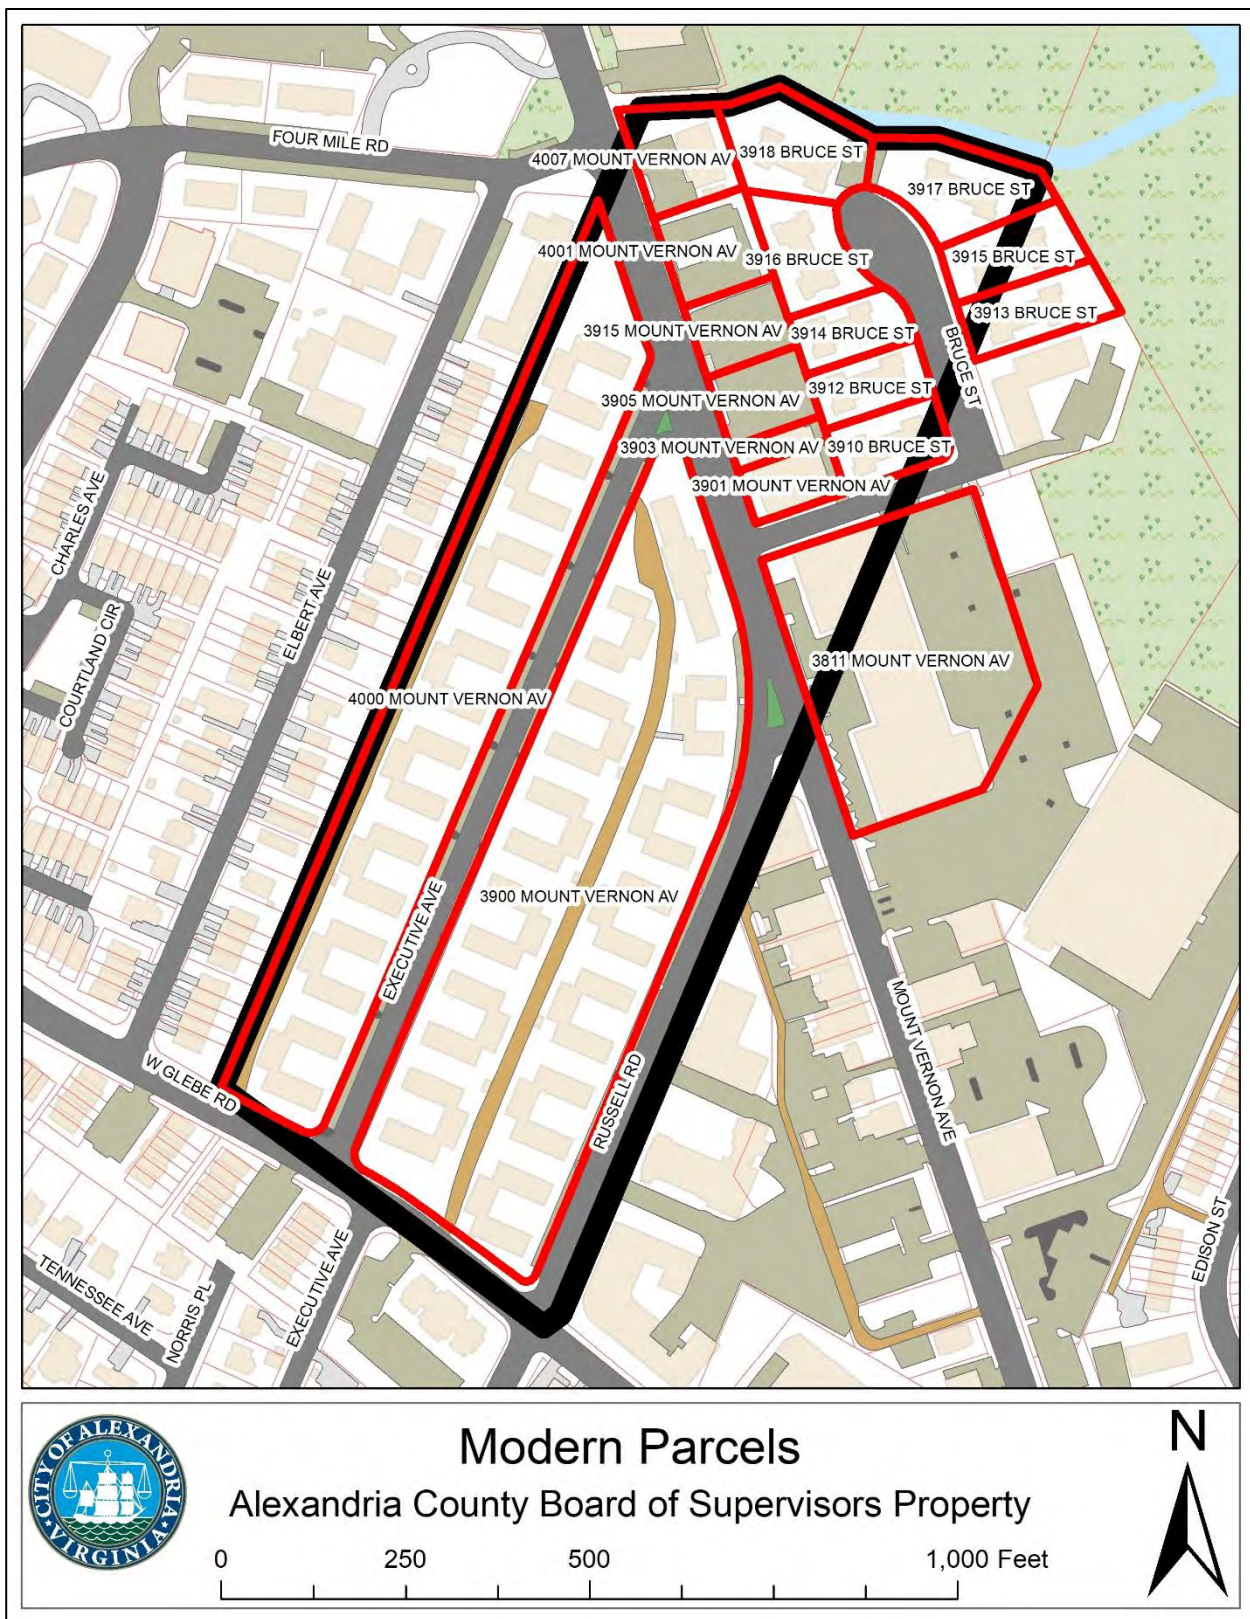 FOUR MILE RD
4007 MOUNT VERNON AV
3918 BRUCE ST
3917 BRUCE ST
4001 MOUNT VERNON AV
3916 BRUCE ST
3915 BRUCE ST
3913 BRUCE ST
3915 MOUNT VERNON AV
3914 BRUCE ST
BRUCE ST
3905 MOUNT VERNON AV
3912 BRUCE ST
3903 MOUNT VERNON AV
3910 BRUCE ST
3901 MOUNT VERNON AV
CHARLES AVE
ELBERT AVE
COURTLAND CIR
3811 MOUNT VERNON AV
4000 MOUNT VERNON AV
3900 MOUNT VERNON AV
EXECUTIVE AVE
MOUNT VERNON AVE
W GLEBE RD
RUSSELL RD
EDISON ST
TENNESSEE AVE
NORRIS PL
EXECUTIVE AVE
CITY OF ALEXANDRIA
VIRGINIA
Modern Parcels
Alexandria County Board of Supervisors Property
0 250 500 1,000 Feet
N